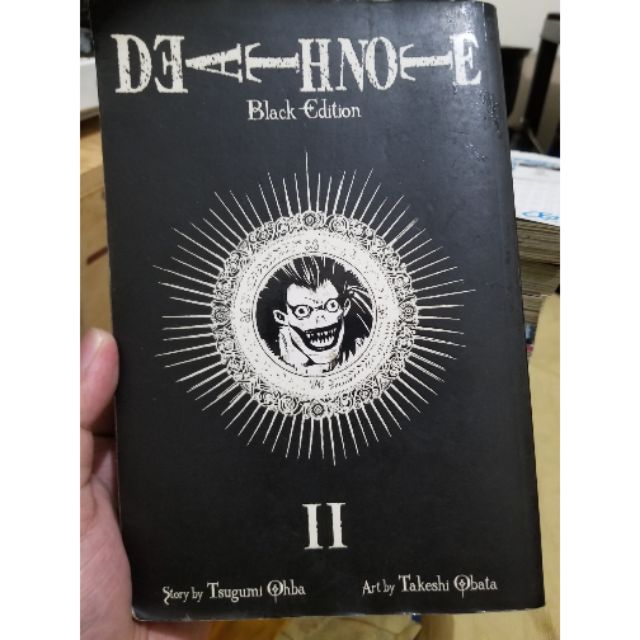 DEATH NOTE
Black Edition
II
Story by Tsugumi Ohba
Art by Takeshi Obata